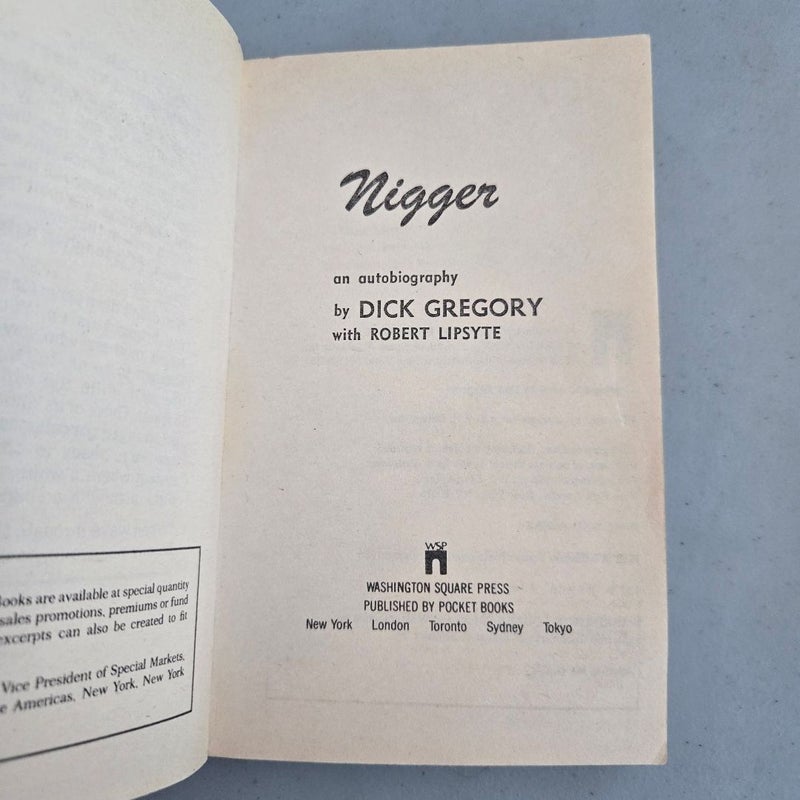 Books are available at special quantity
sales promotions, premiums or fund
excerpts can also be created to fit
Vice President of Special Markets,
Americas, New York, New York
Nigger
an autobiography
by DICK GREGORY
with ROBERT LIPSYTE
WSP
WASHINGTON SQUARE PRESS
PUBLISHED BY POCKET BOOKS
New York London Toronto Sydney Tokyo